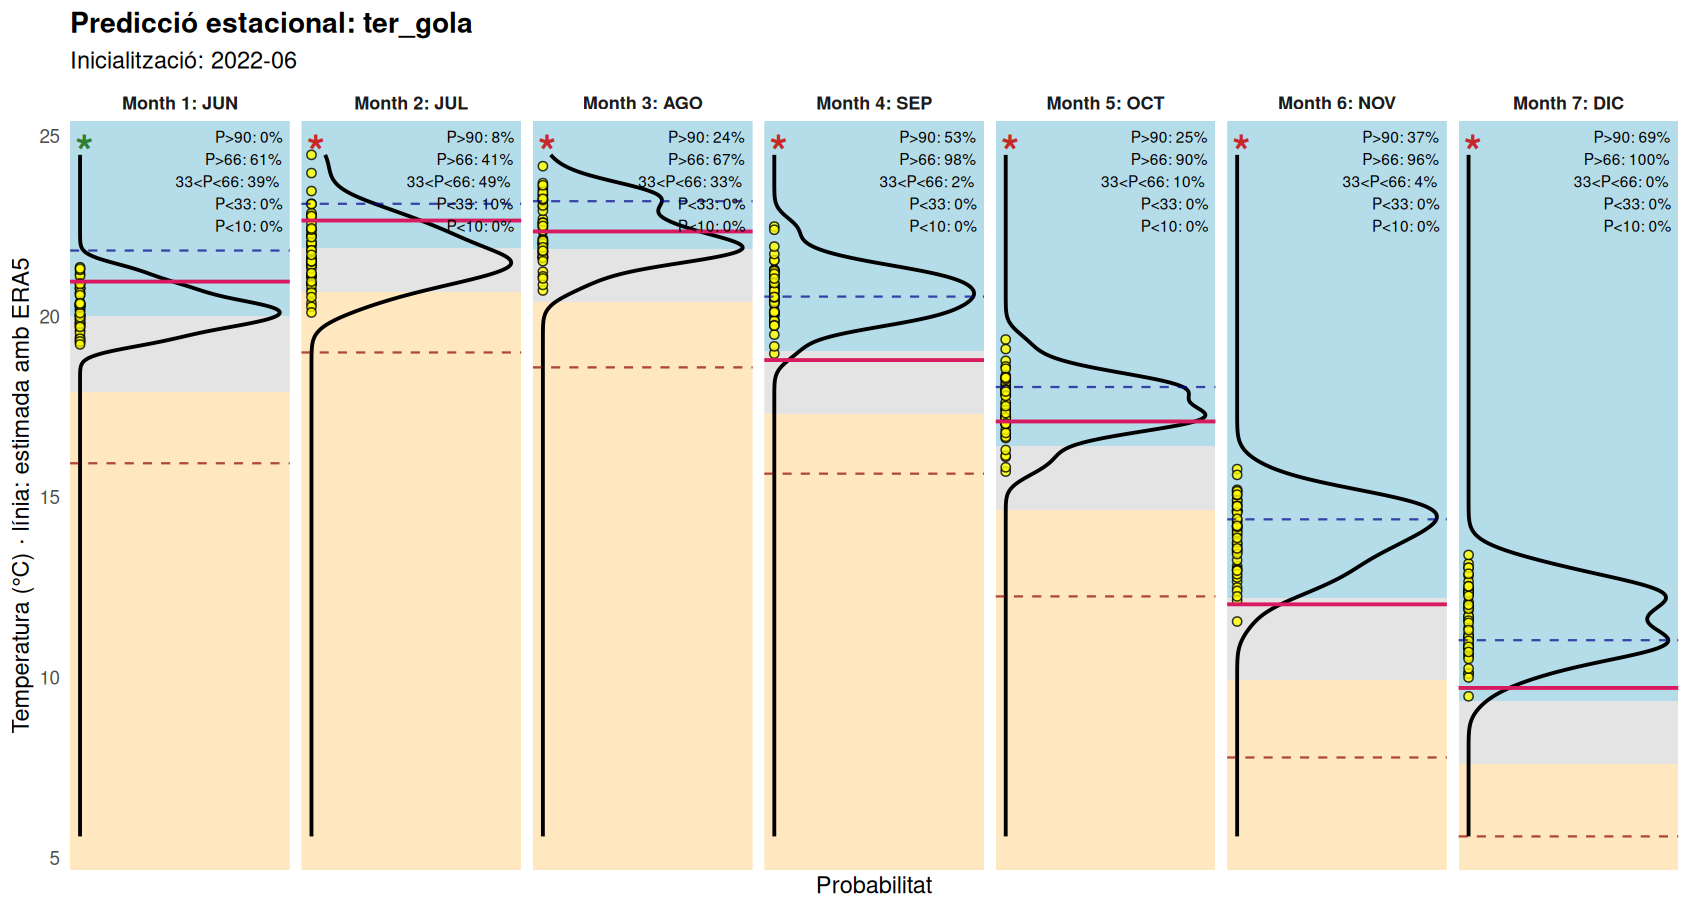 Predicció estacional: ter_gola
Inicialització: 2022-06
Month 1: JUN
Month 2: JUL
Month 3: AGO
Month 4: SEP
Month 5: OCT
Month 6: NOV
Month 7: DIC
Temperatura (°C) · línia: estimada amb ERA5
25
20
15
10
5
*
P>90: 0%
P>66: 61%
33<P<66: 39%
P<33: 0%
P<10: 0%
*
P>90: 8%
P>66: 41%
33<P<66: 49%
P<33: 10%
P<10: 0%
*
P>90: 24%
P>66: 67%
33<P<66: 33%
P<33: 0%
P<10: 0%
*
P>90: 53%
P>66: 98%
33<P<66: 2%
P<33: 0%
P<10: 0%
*
P>90: 25%
P>66: 90%
33<P<66: 10%
P<33: 0%
P<10: 0%
*
P>90: 37%
P>66: 96%
33<P<66: 4%
P<33: 0%
P<10: 0%
*
P>90: 69%
P>66: 100%
33<P<66: 0%
P<33: 0%
P<10: 0%
Probabilitat